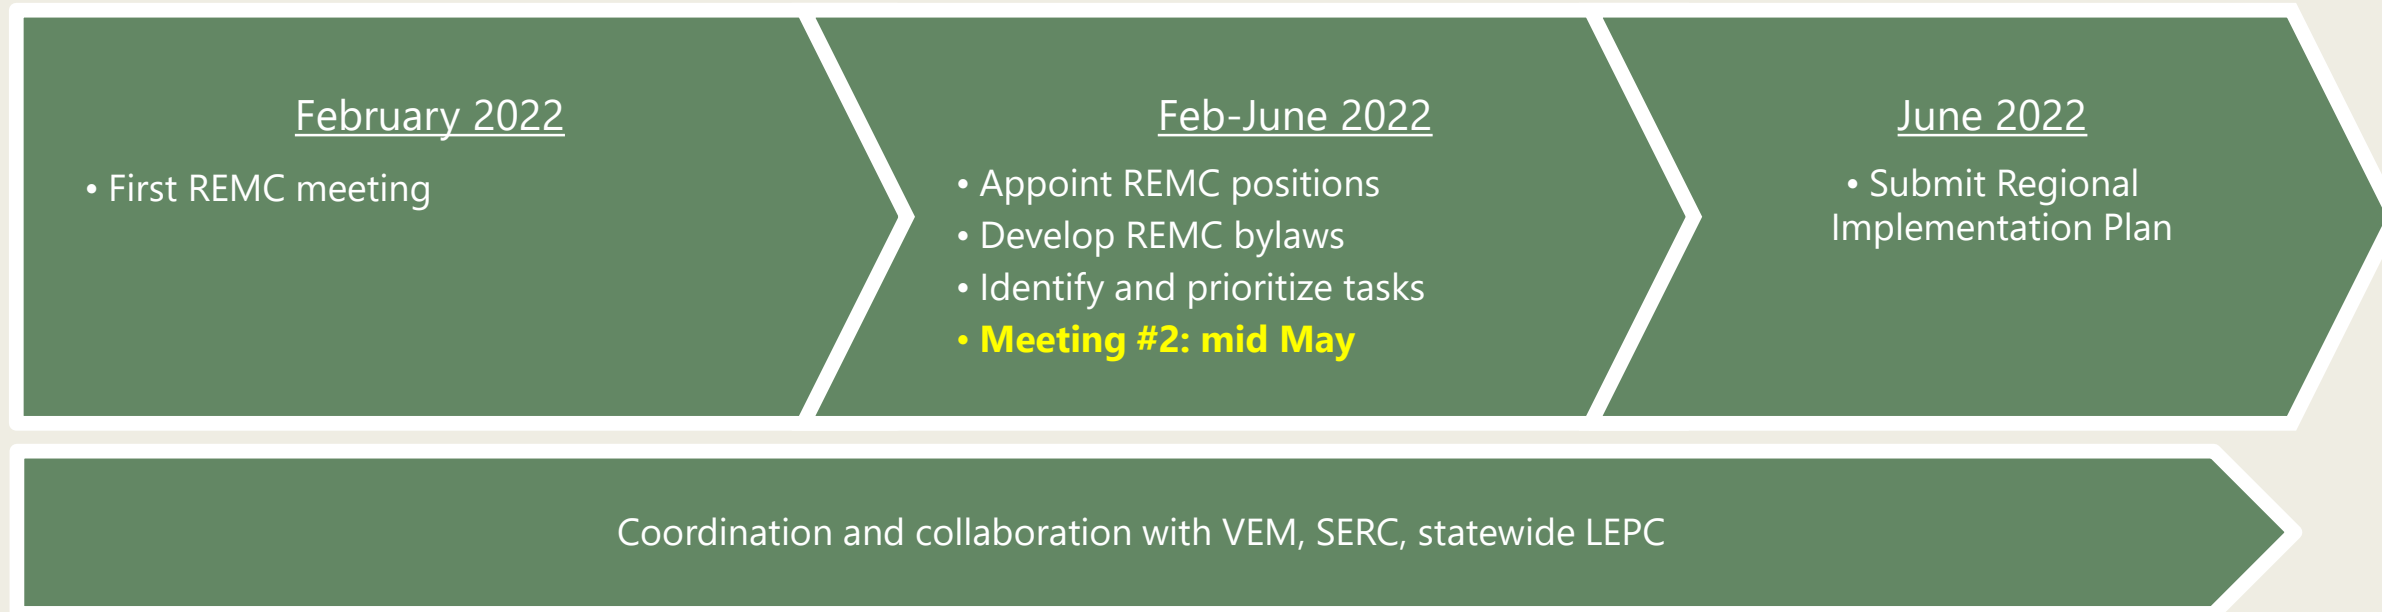 February 2022
• First REMC meeting
Feb-June 2022
• Appoint REMC positions
• Develop REMC bylaws
• Identify and prioritize tasks
• Meeting #2: mid May
June 2022
• Submit Regional
Implementation Plan
Coordination and collaboration with VEM, SERC, statewide LEPC